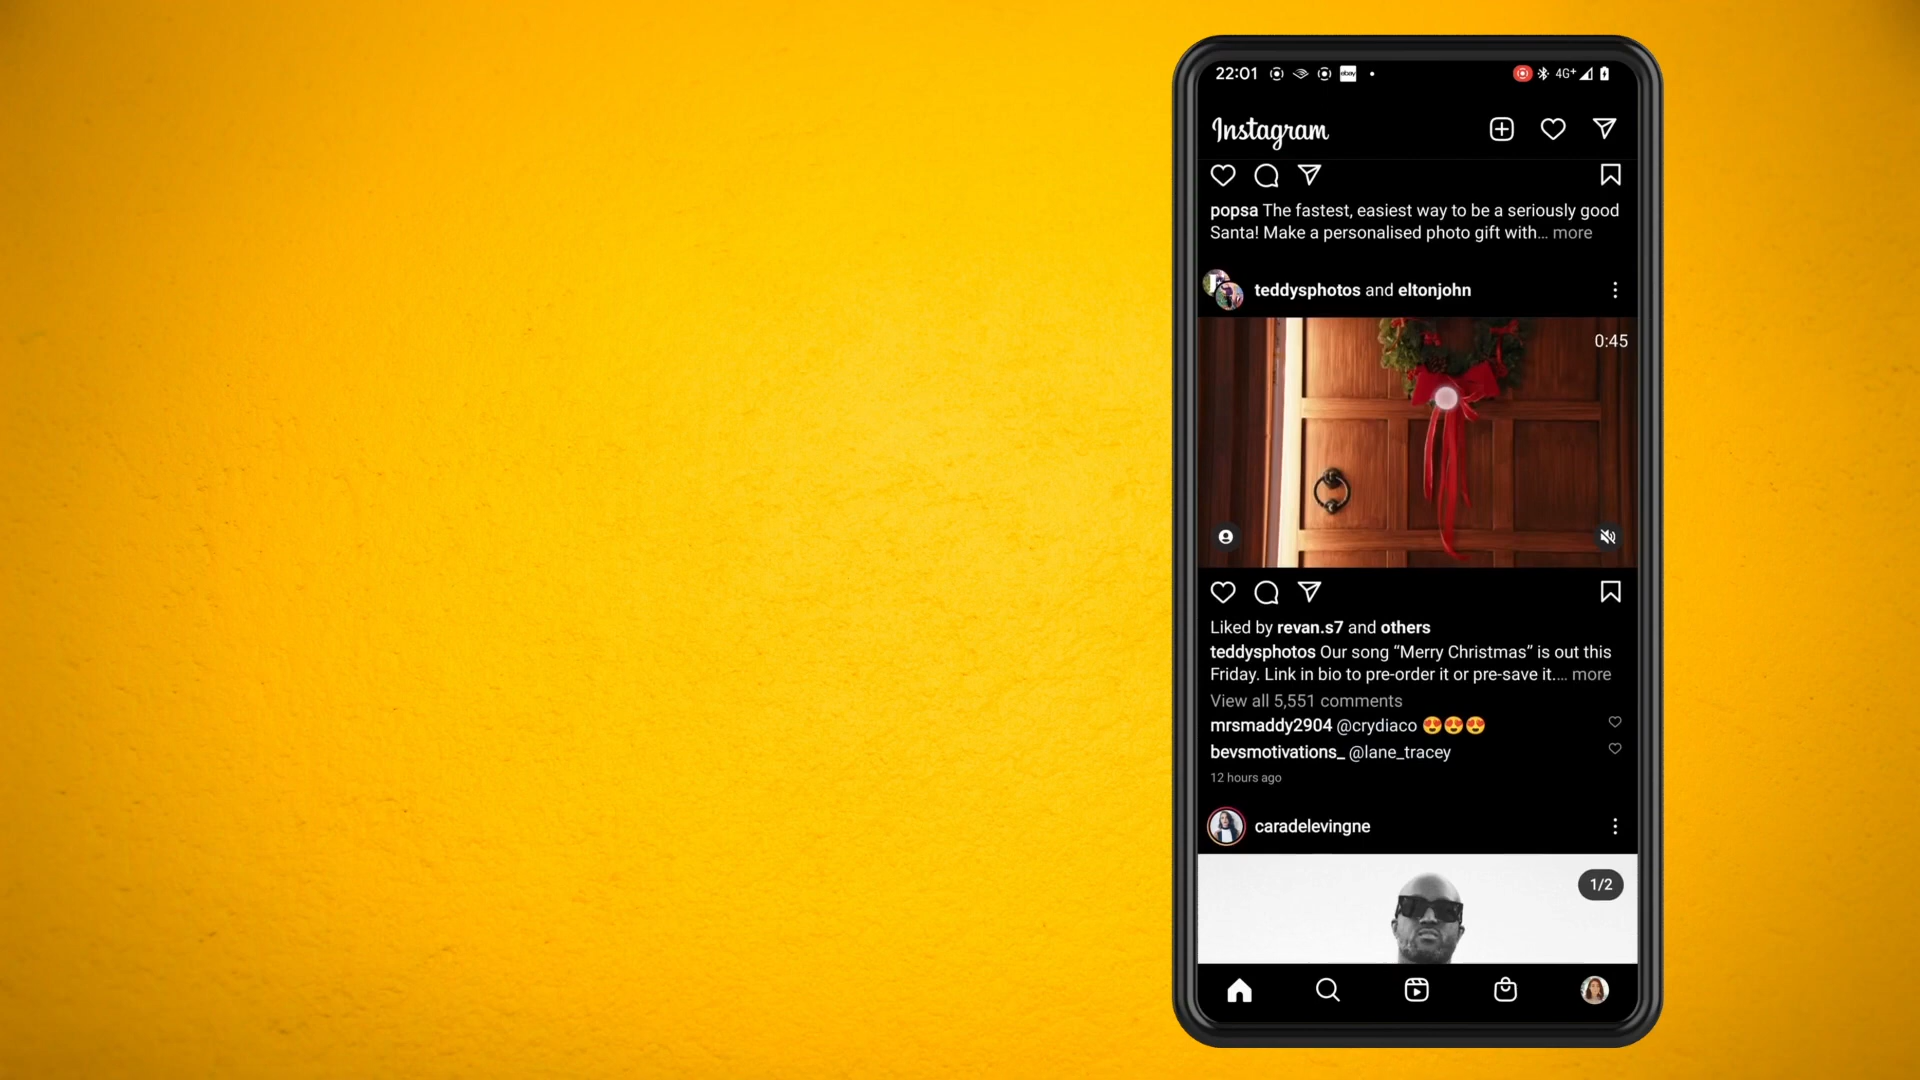 22:01 ebay 4G+
Instagram
popsa The fastest, easiest way to be a seriously good
Santa! Make a personalised photo gift with... more
teddysphotos and eltonjohn
0:45
Liked by revan.s7 and others
teddysphotos Our song “Merry Christmas” is out this
Friday. Link in bio to pre-order it or pre-save it.... more
View all 5,551 comments
mrsmaddy2904 @crydiaco 😍😍😍
bevsmotivations_ @lane_tracey
12 hours ago
caradelevingne
1/2